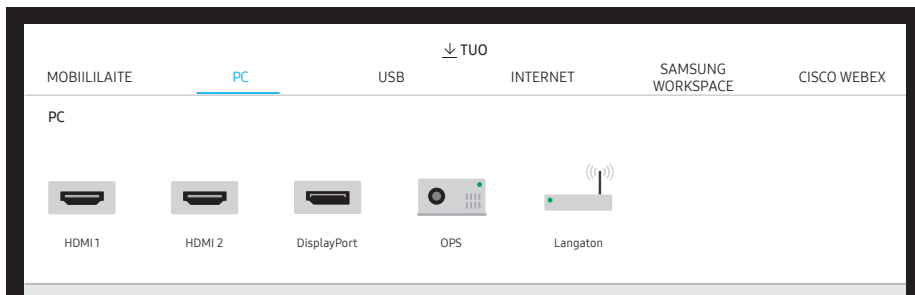 TUO
MOBIILILAITE
PC
USB
INTERNET
SAMSUNG
WORKSPACE
CISCO WEBEX
PC
HDMI 1
HDMI 2
DisplayPort
OPS
Langaton